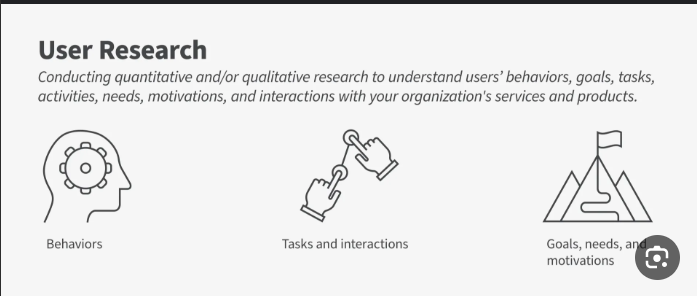 User Research
Conducting quantitative and/or qualitative research to understand users’ behaviors, goals, tasks,
activities, needs, motivations, and interactions with your organization's services and products.
Behaviors
Tasks and interactions
Goals, needs, and
motivations